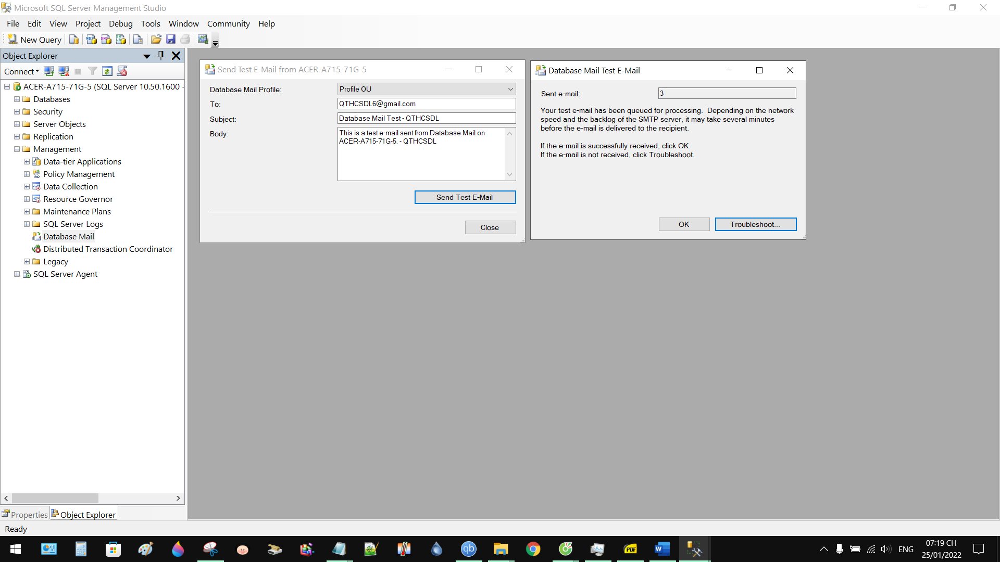 Microsoft SQL Server Management Studio
File Edit View Project Debug Tools Window Community Help
New Query
Object Explorer
Connect
ACER-A715-71G-5 (SQL Server 10.50.1600 -
Databases
Security
Server Objects
Replication
Management
Data-tier Applications
Policy Management
Data Collection
Resource Governor
Maintenance Plans
SQL Server Logs
Database Mail
Distributed Transaction Coordinator
Legacy
SQL Server Agent
Properties
Object Explorer
Send Test E-Mail from ACER-A715-71G-5
Database Mail Profile: Profile OU
To: QTHCSDL6@gmail.com
Subject: Database Mail Test - QTHCSDL
Body: This is a test e-mail sent from Database Mail on
ACER-A715-71G-5. - QTHCSDL
Send Test E-Mail
Close
Database Mail Test E-Mail
Sent e-mail: 3
Your test e-mail has been queued for processing.  Depending on the network
speed and the backlog of the SMTP server, it may take several minutes
before the e-mail is delivered to the recipient.
If the e-mail is successfully received, click OK.
If the e-mail is not received, click Troubleshoot.
OK
Troubleshoot...
Ready
qb
PDF
W
ENG
07:19 CH
25/01/2022